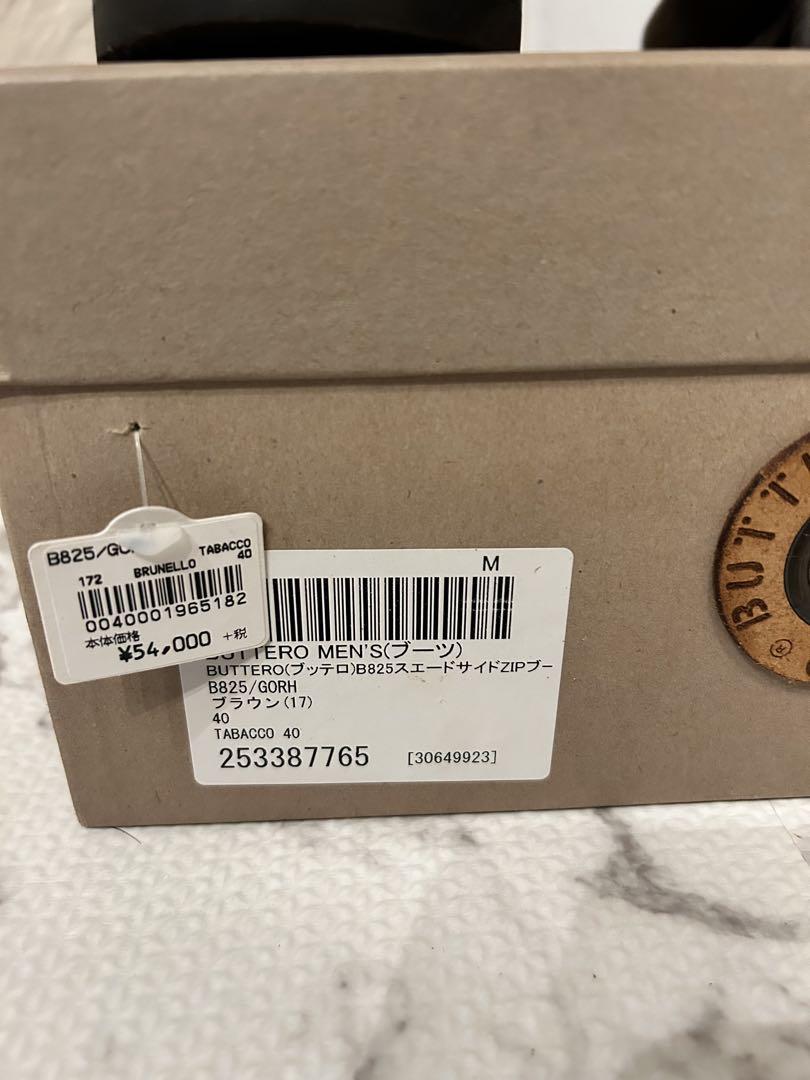 B825/GO
TABACCO
40
172 BRUNELLO
0040001965182
本体価格
¥54,000 +税
M
BUTTERO MEN'S(ブーツ)
BUTTERO(ブッテロ)B825スエードサイドZIPブー
B825/GORH
ブラウン(17)
40
TABACCO 40
253387765 [30649923]
BUTT
®